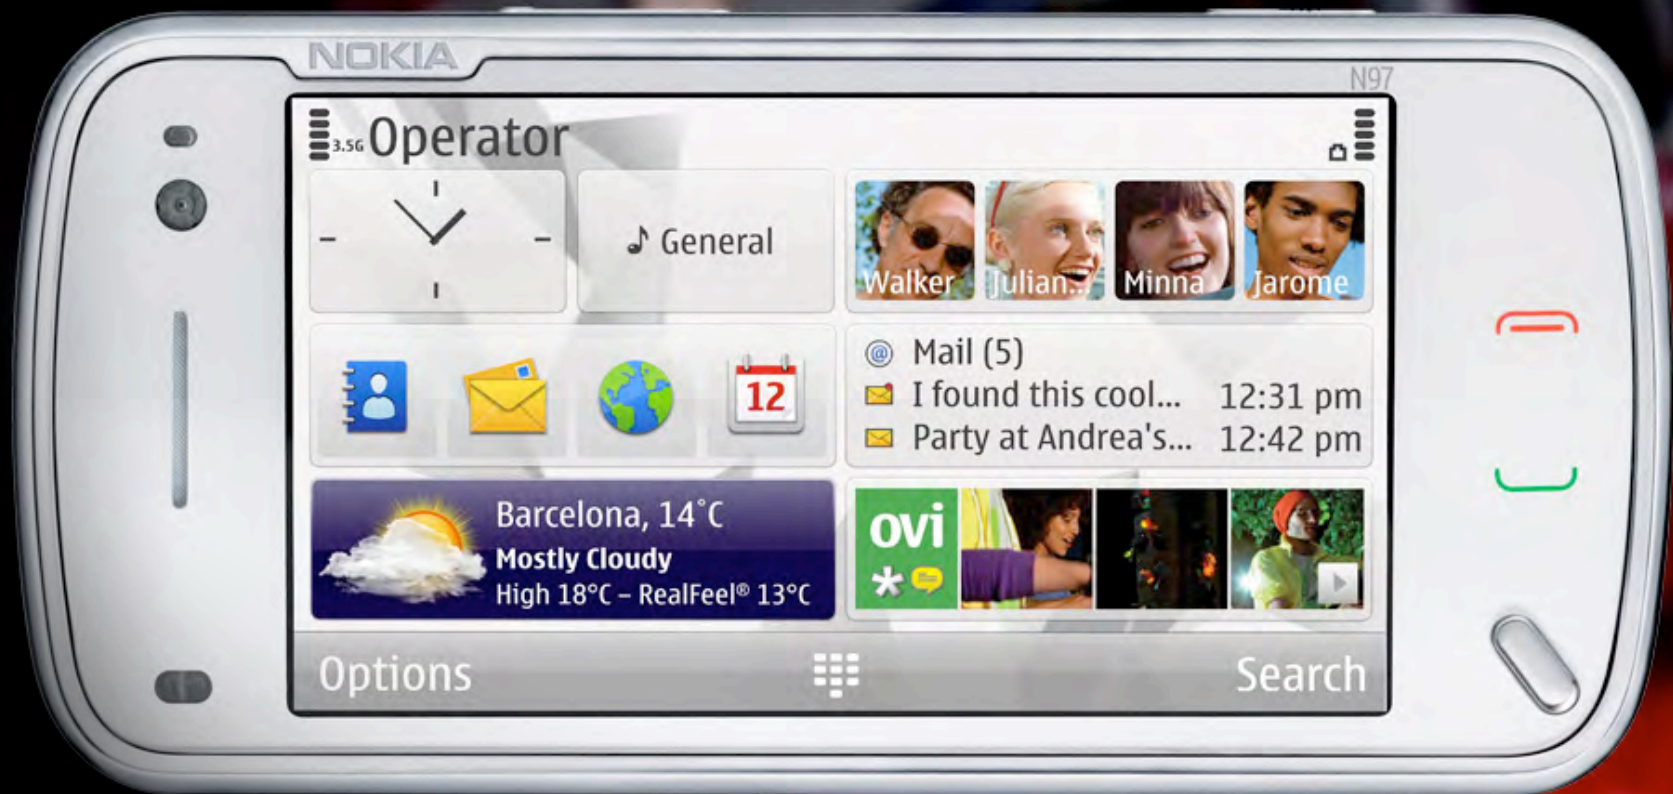 NOKIA
N97
3.5G Operator
General
Walker
Julian...
Minna
Jarome
12
@ Mail (5)
I found this cool... 12:31 pm
Party at Andrea's... 12:42 pm
Barcelona, 14°C
Mostly Cloudy
High 18°C – RealFeel® 13°C
ovi
Options
Search